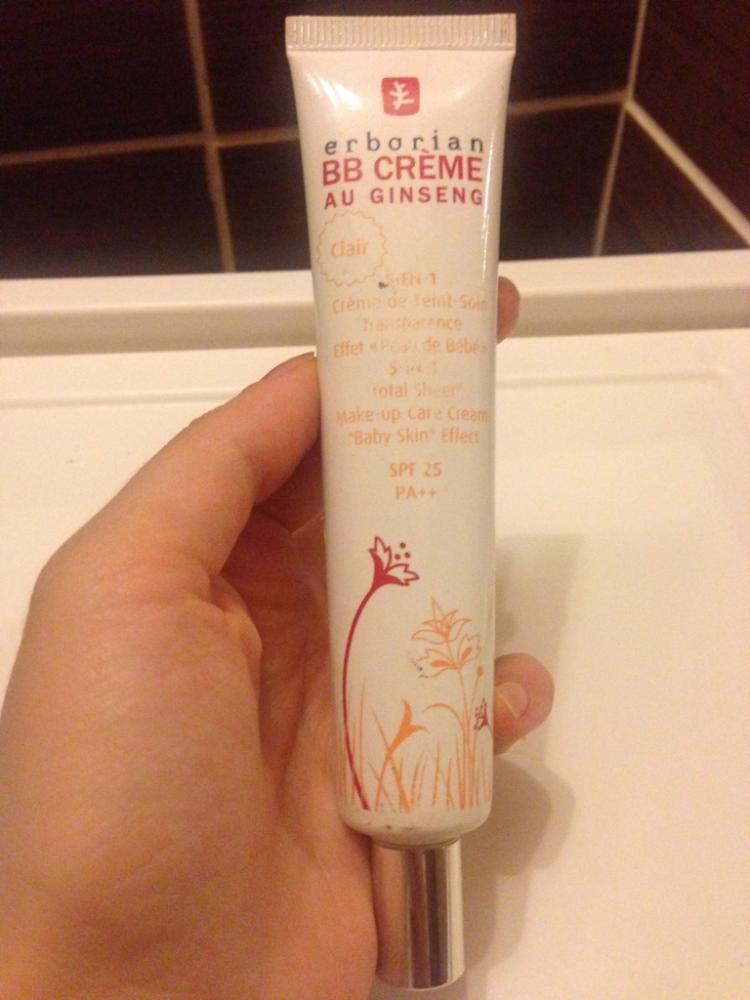 erborian
BB CRÈME
AU GINSENG
Clair
5-EN-1
Crème de Teint-Soin
Transparence
Effet «Peau de Bébé»
5-IN-1
"Total Sheer"
Make-up Care Cream
"Baby Skin" Effect
SPF 25
PA++